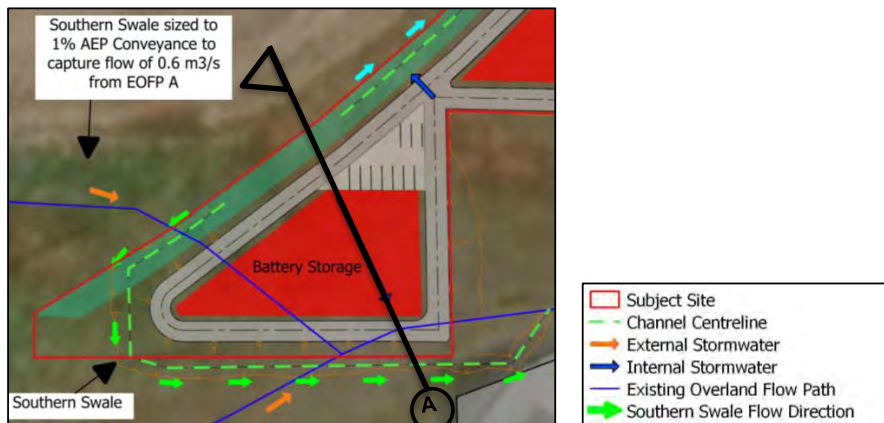 Southern Swale sized to
1% AEP Conveyance to
capture flow of 0.6 m3/s
from EOFP A
Battery Storage
Southern Swale
A
Subject Site
Channel Centreline
External Stormwater
Internal Stormwater
Existing Overland Flow Path
Southern Swale Flow Direction